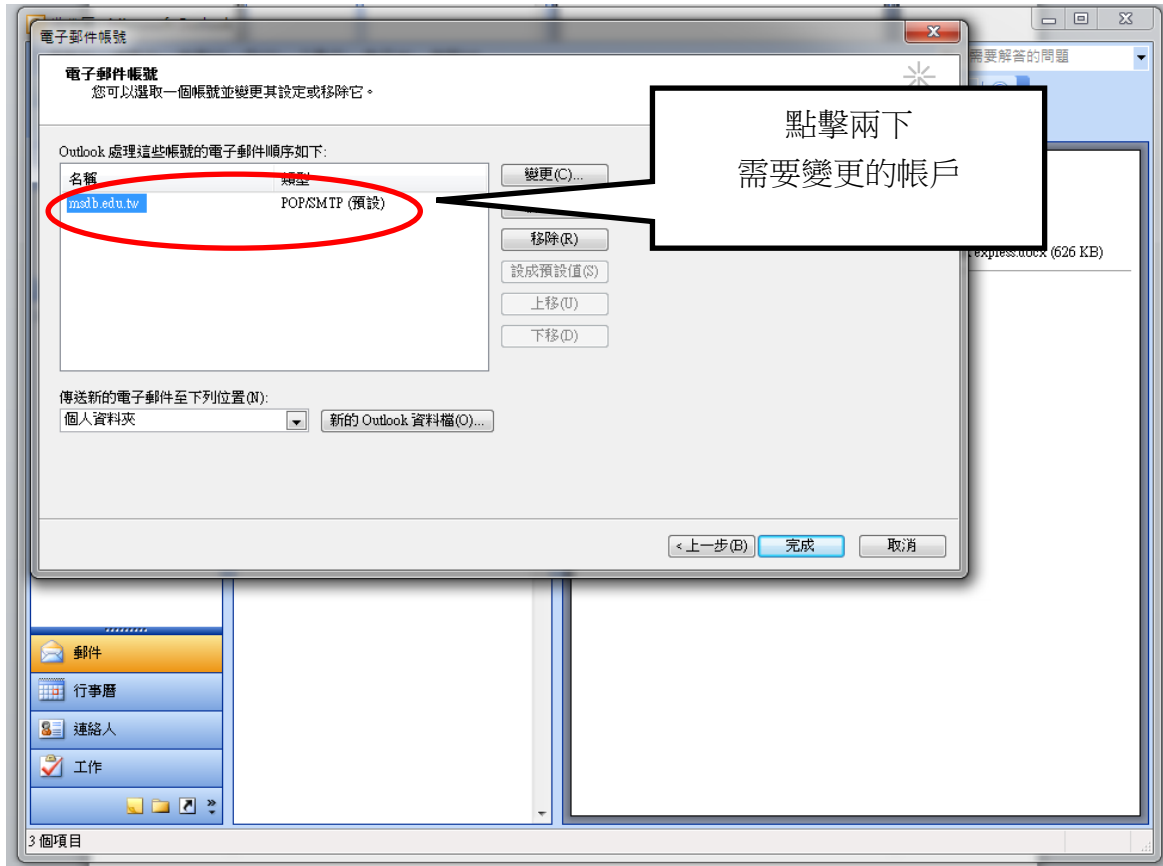 電子郵件帳號
電子郵件帳號
您可以選取一個帳號並變更其設定或移除它。
需要解答的問題
點擊兩下
需要變更的帳戶
Outlook 處理這些帳號的電子郵件順序如下:
名稱 類型
msdb.edu.tw POP/SMTP (預設)
變更(C)...
移除(R)
設成預設值(S)
上移(U)
下移(D)
express.docx (626 KB)
傳送新的電子郵件至下列位置(N):
個人資料夾 新的 Outlook 資料檔(O)...
< 上一步(B) 完成 取消
郵件
行事曆
連絡人
工作
3 個項目